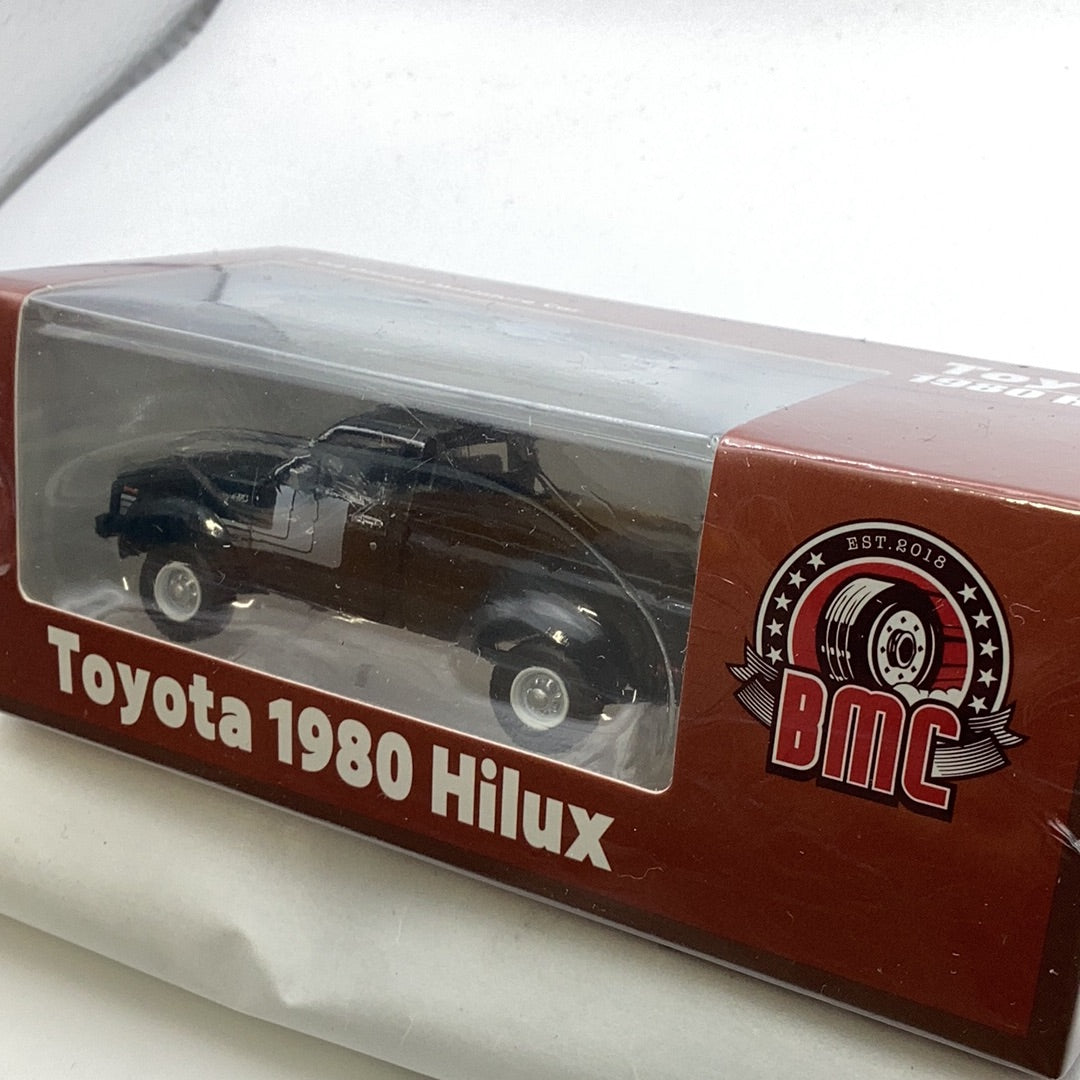 Toyota 1980 Hilux
EST.2018
BMC